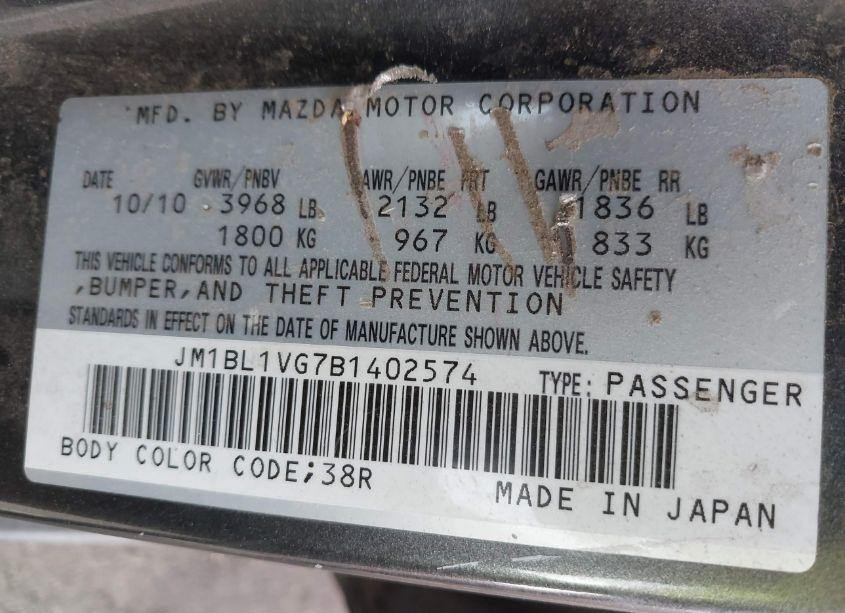 MFD. BY MAZDA MOTOR CORPORATION
DATE GVWR/PNBV GAWR/PNBE FRT GAWR/PNBE RR
10/10 3968 LB 2132 LB 1836 LB
1800 KG 967 KG 833 KG
THIS VEHICLE CONFORMS TO ALL APPLICABLE FEDERAL MOTOR VEHICLE SAFETY
,BUMPER,AND THEFT PREVENTION
STANDARDS IN EFFECT ON THE DATE OF MANUFACTURE SHOWN ABOVE.
JM1BL1VG7B1402574 TYPE: PASSENGER
BODY COLOR CODE;38R
MADE IN JAPAN